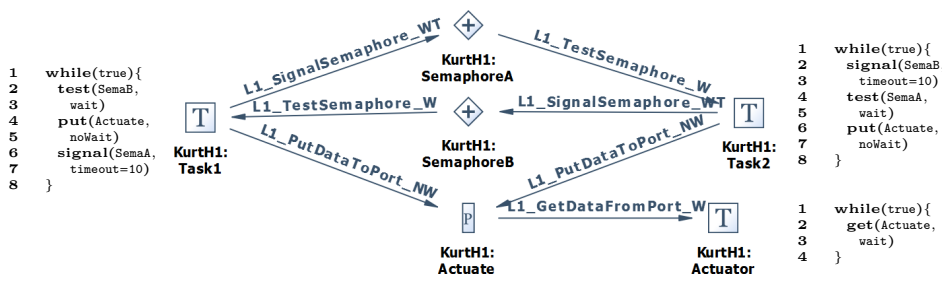 1 while(true){
2 test(SemaB,
3 wait)
4 put(Actuate,
5 noWait)
6 signal(SemaA,
7 timeout=10)
8 }
L1_SignalSemaphore_WT
L1_TestSemaphore_W
L1_PutDataToPort_NW
T
KurtH1:
Task1
KurtH1:
SemaphoreA
KurtH1:
SemaphoreB
P
KurtH1:
Actuate
L1_TestSemaphore_W
L1_SignalSemaphore_WT
L1_PutDataToPort_NW
L1_GetDataFromPort_W
T
KurtH1:
Task2
T
KurtH1:
Actuator
1 while(true){
2 signal(SemaB
3 timeout=10)
4 test(SemaA,
5 wait)
6 put(Actuate,
7 noWait)
8 }
1 while(true){
2 get(Actuate,
3 wait)
4 }